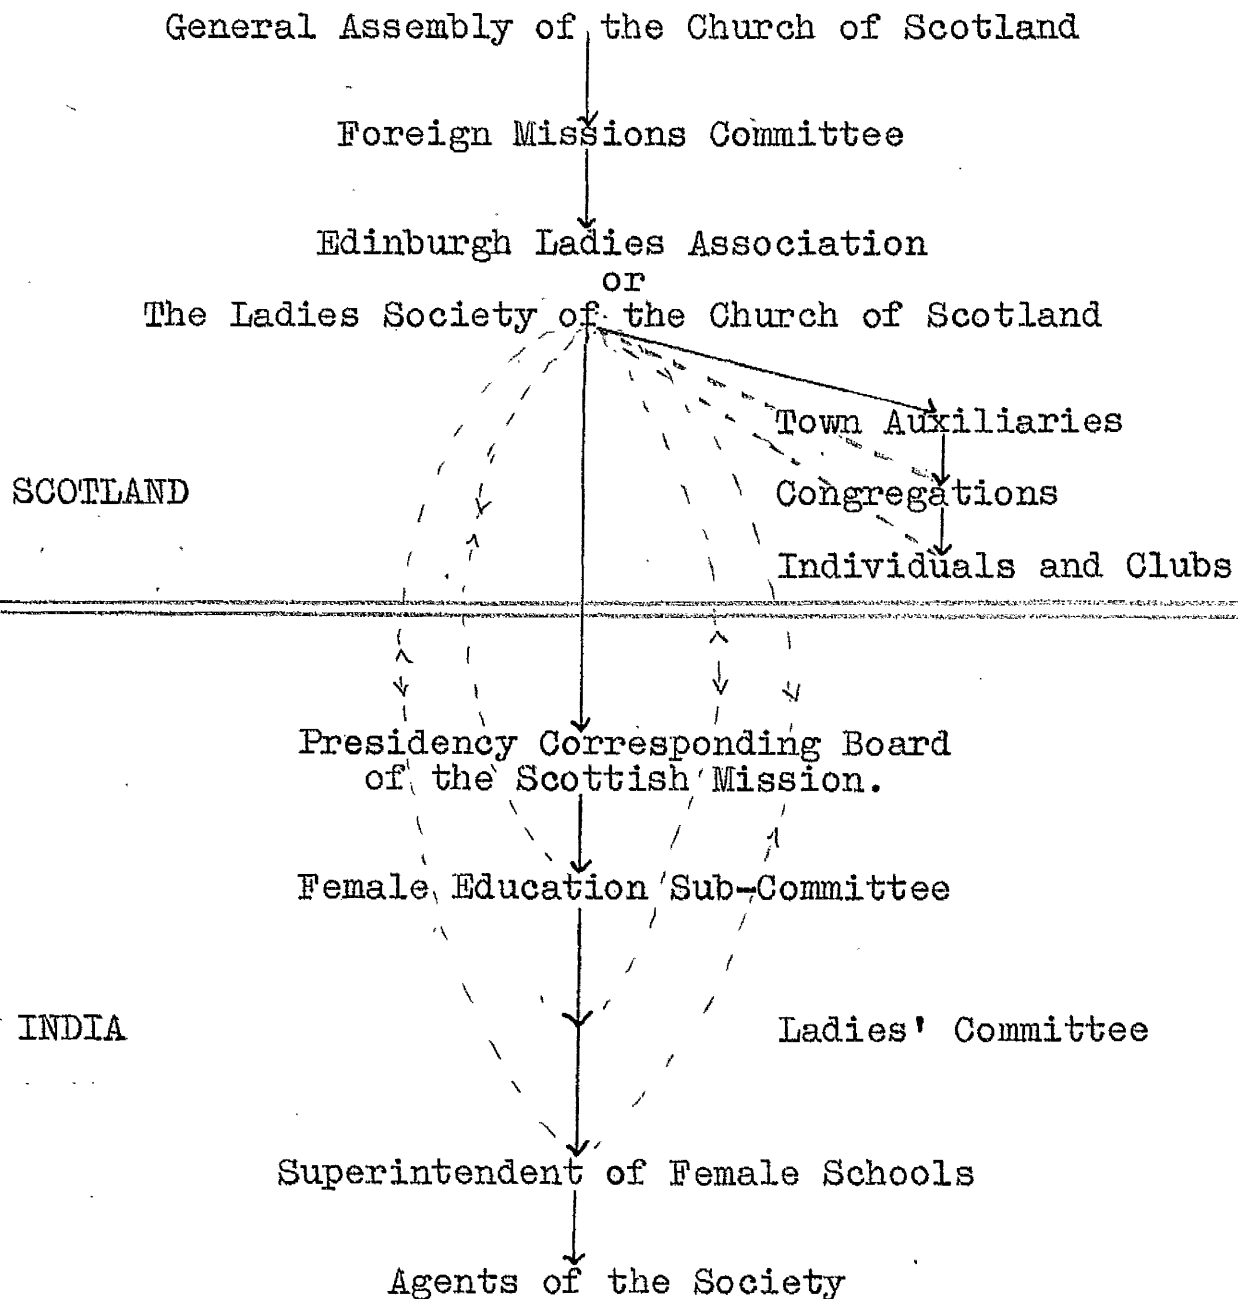 General Assembly of the Church of Scotland
Foreign Missions Committee
Edinburgh Ladies Association
or
The Ladies Society of the Church of Scotland
Town Auxiliaries
SCOTLAND
Congregations
Individuals and Clubs
Presidency Corresponding Board
of the Scottish Mission.
Female Education Sub-Committee
INDIA
Ladies' Committee
Superintendent of Female Schools
Agents of the Society